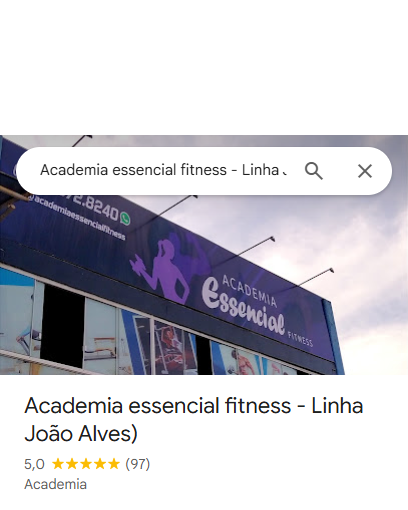 Academia essencial fitness - Linha
72.8240
@academiaessencialfitness
ACADEMIA
Essencial
FITNESS
Academia essencial fitness - Linha
João Alves)
5,0 (97)
Academia